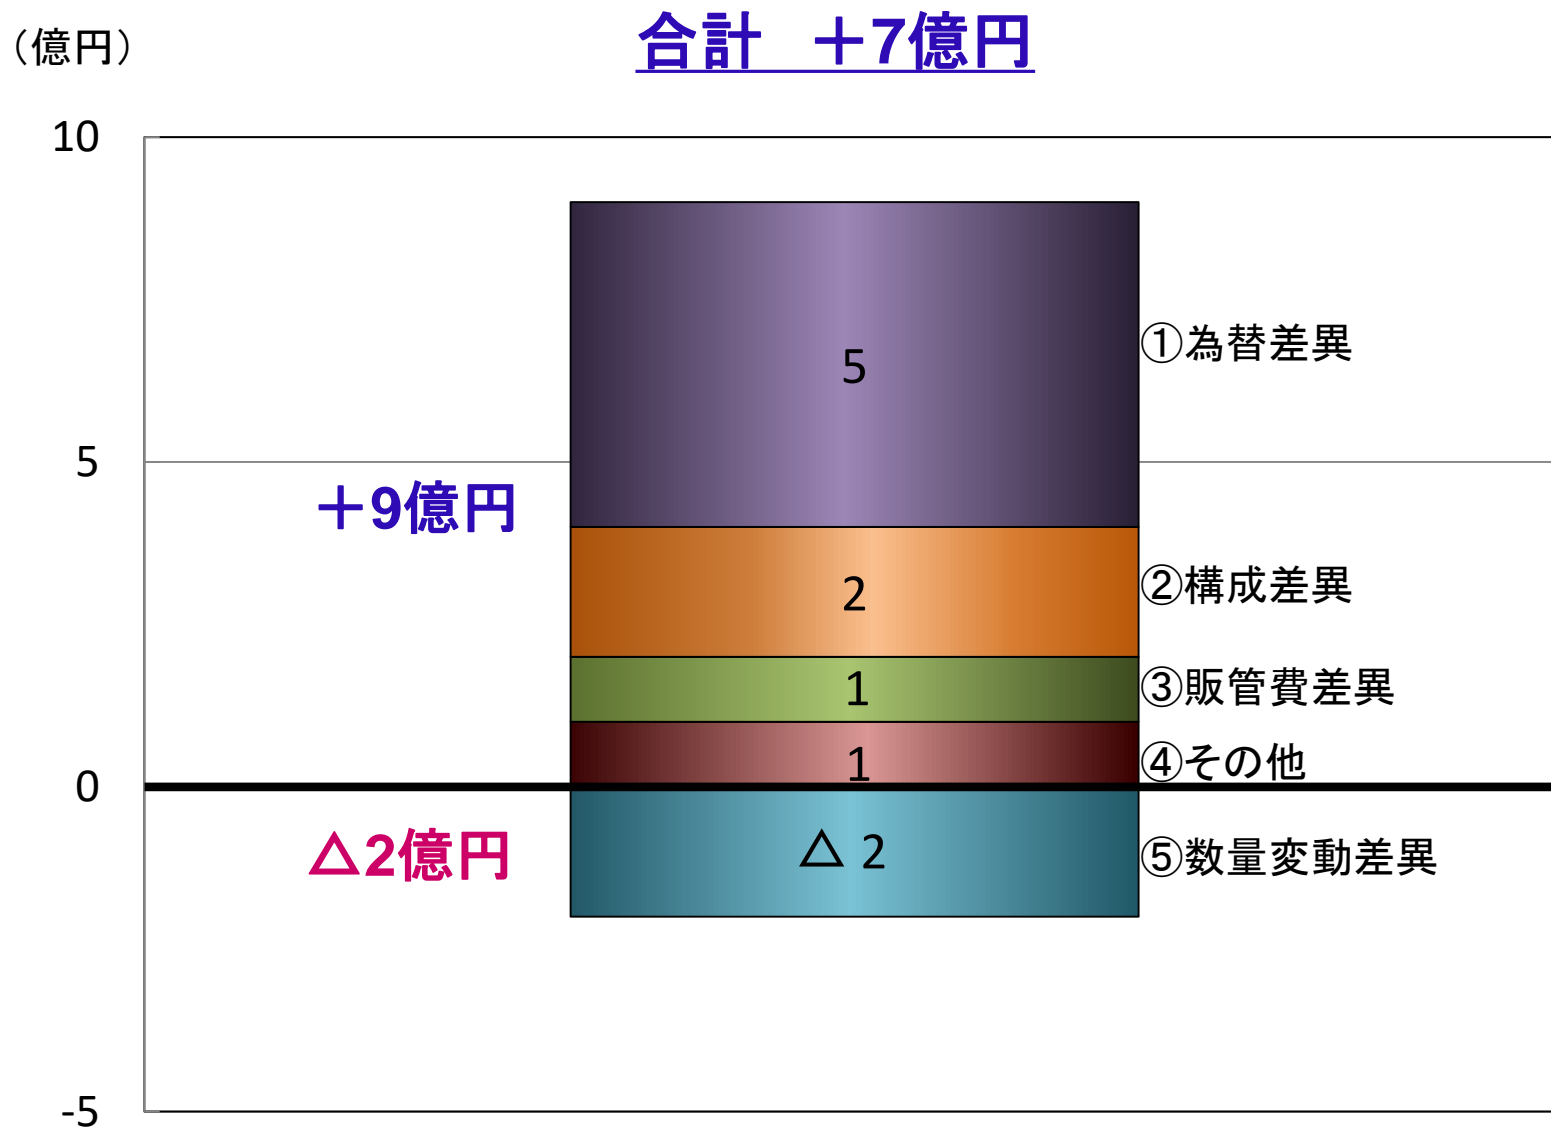 （億円）
合計　＋7億円
10
5
0
-5
＋9億円
△2億円
5
2
1
1
△ 2
①為替差異
②構成差異
③販管費差異
④その他
⑤数量変動差異